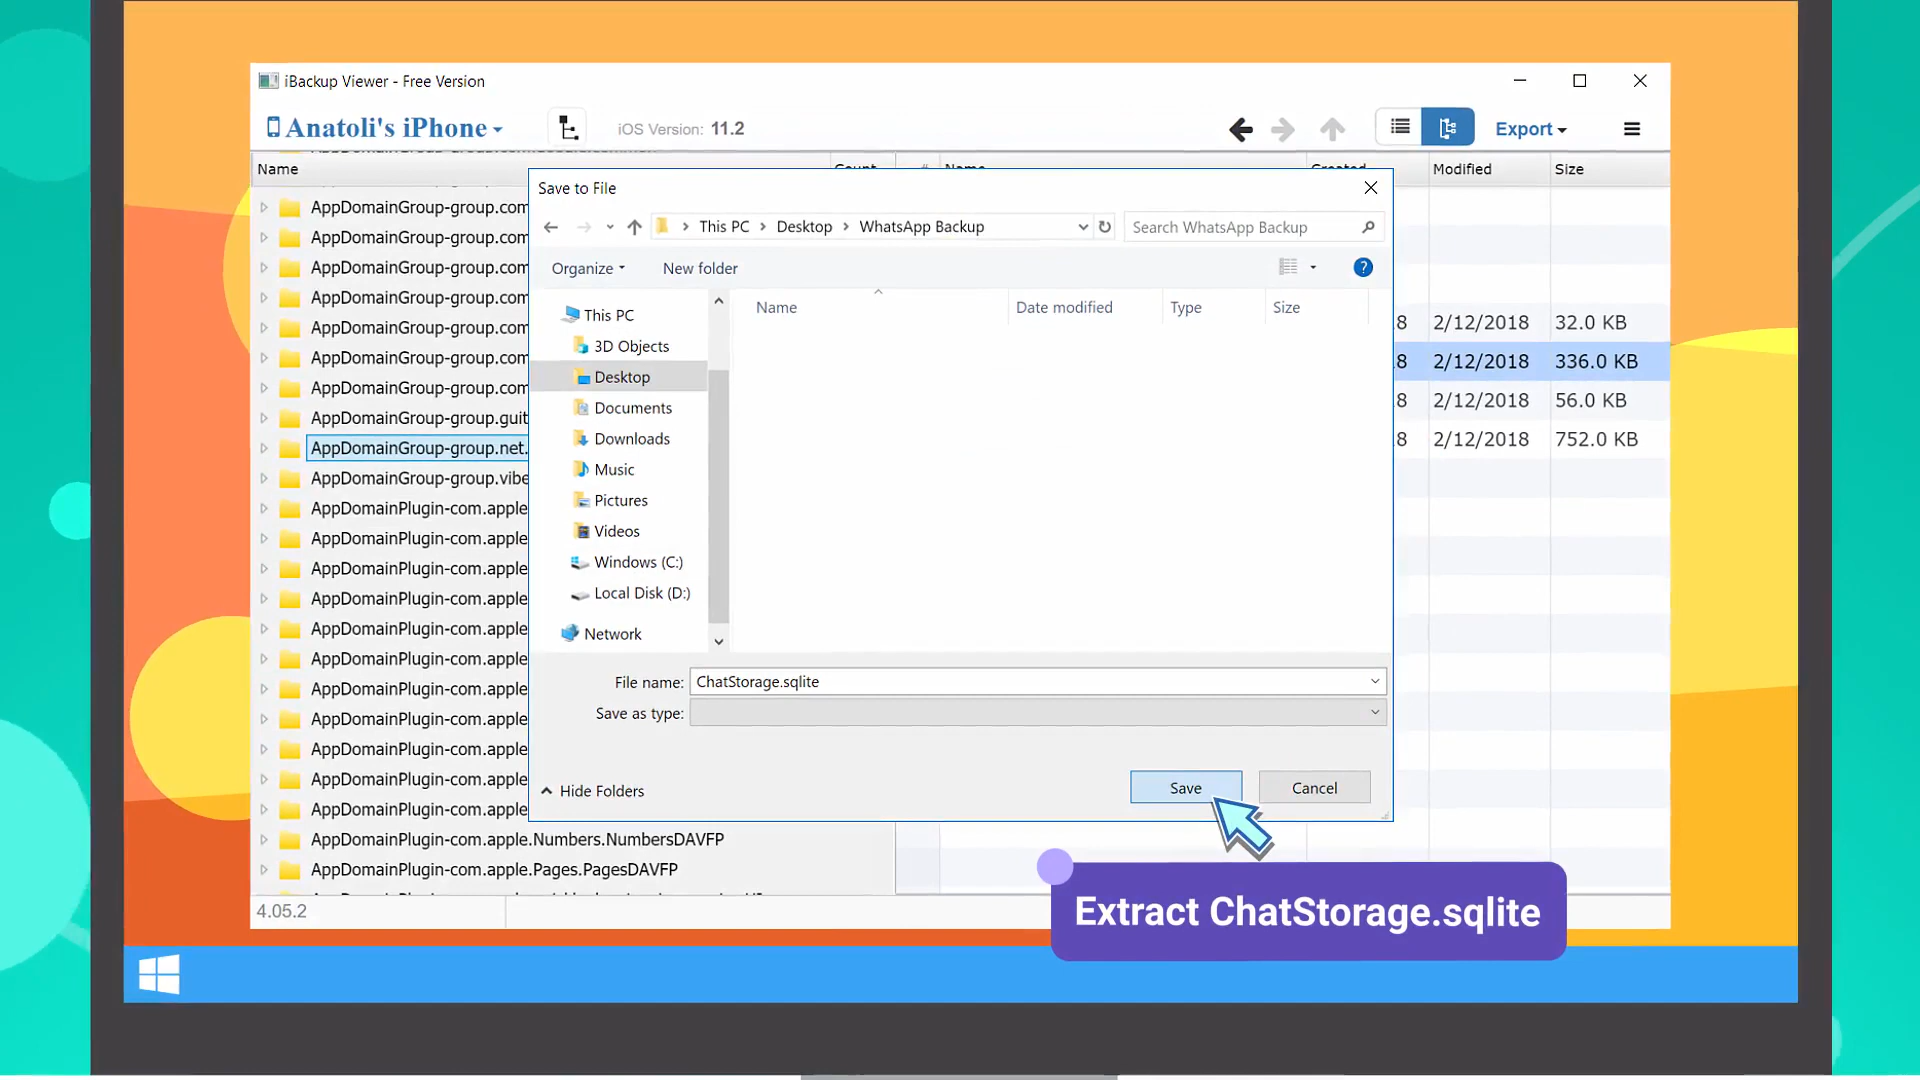 iBackup Viewer - Free Version
Anatoli's iPhone
iOS Version: 11.2
Export
Name
Name
Modified
Size
Save to File
This PC > Desktop > WhatsApp Backup
Search WhatsApp Backup
Organize
New folder
?
Name
Date modified
Type
Size
This PC
3D Objects
Desktop
Documents
Downloads
Music
Pictures
Videos
Windows (C:)
Local Disk (D:)
Network
File name: ChatStorage.sqlite
Save as type:
Hide Folders
Save
Cancel
AppDomainGroup-group.com
AppDomainGroup-group.com
AppDomainGroup-group.com
AppDomainGroup-group.com
AppDomainGroup-group.com
AppDomainGroup-group.com
AppDomainGroup-group.com
AppDomainGroup-group.guit
AppDomainGroup-group.net.
AppDomainGroup-group.vibe
AppDomainPlugin-com.apple
AppDomainPlugin-com.apple
AppDomainPlugin-com.apple
AppDomainPlugin-com.apple
AppDomainPlugin-com.apple
AppDomainPlugin-com.apple
AppDomainPlugin-com.apple
AppDomainPlugin-com.apple
AppDomainPlugin-com.apple
AppDomainPlugin-com.apple
AppDomainPlugin-com.apple
AppDomainPlugin-com.apple.Numbers.NumbersDAVFP
AppDomainPlugin-com.apple.Pages.PagesDAVFP
8 2/12/2018 32.0 KB
8 2/12/2018 336.0 KB
8 2/12/2018 56.0 KB
8 2/12/2018 752.0 KB
4.05.2
Extract ChatStorage.sqlite